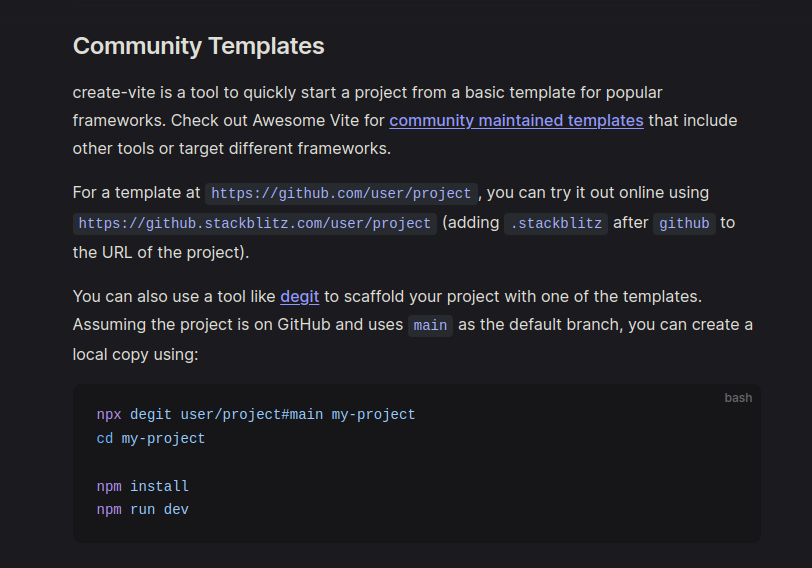 Community Templates
create-vite is a tool to quickly start a project from a basic template for popular
frameworks. Check out Awesome Vite for community maintained templates that include
other tools or target different frameworks.
For a template at https://github.com/user/project, you can try it out online using
https://github.stackblitz.com/user/project (adding .stackblitz after github to
the URL of the project).
You can also use a tool like degit to scaffold your project with one of the templates.
Assuming the project is on GitHub and uses main as the default branch, you can create a
local copy using:
bash
npx degit user/project#main my-project
cd my-project
npm install
npm run dev